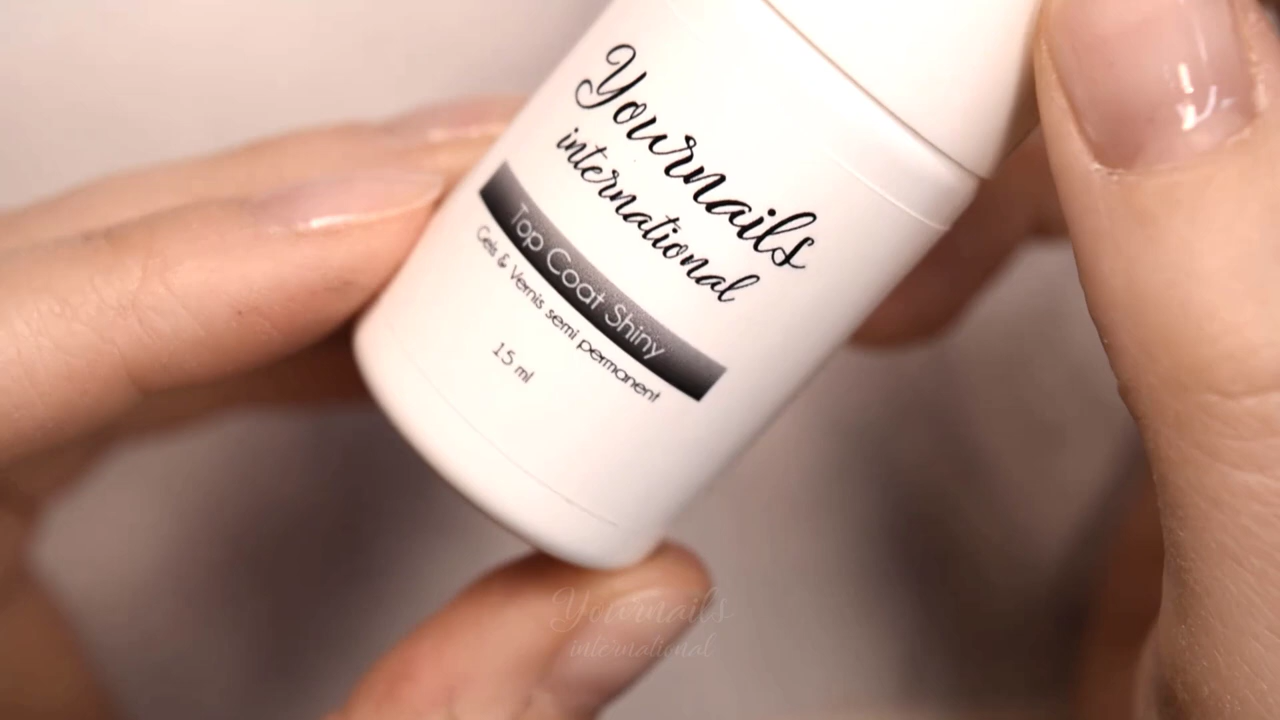 Yournails
international
Top Coat Shiny
Gels & Vernis semi permanent
15 ml
Yournails
international